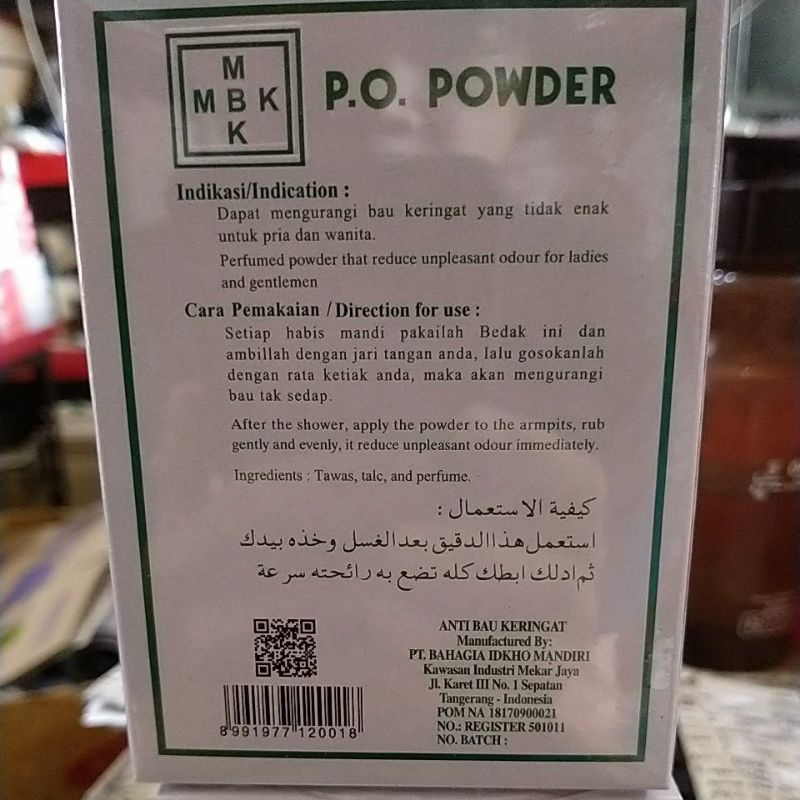 M
M B K
K
P.O. POWDER
Indikasi/Indication :
Dapat mengurangi bau keringat yang tidak enak
untuk pria dan wanita.
Perfumed powder that reduce unpleasant odour for ladies
and gentlemen
Cara Pemakaian / Direction for use :
Setiap habis mandi pakailah Bedak ini dan
ambillah dengan jari tangan anda, lalu gosokanlah
dengan rata ketiak anda, maka akan mengurangi
bau tak sedap.
After the shower, apply the powder to the armpits, rub
gently and evenly, it reduce unpleasant odour immediately.
Ingredients : Tawas, talc, and perfume.
كيفية الاستعمال :
استعمل هذا الدقيق بعد الغسل وخذه بيدك
ثم ادلك ابطك كله تضع به رائحته سرعة
ANTI BAU KERINGAT
Manufactured By:
PT. BAHAGIA IDKHO MANDIRI
Kawasan Industri Mekar Jaya
Jl. Karet III No. 1 Sepatan
Tangerang - Indonesia
POM NA 18170900021
NO.: REGISTER 501011
NO. BATCH :
8 991977 120018